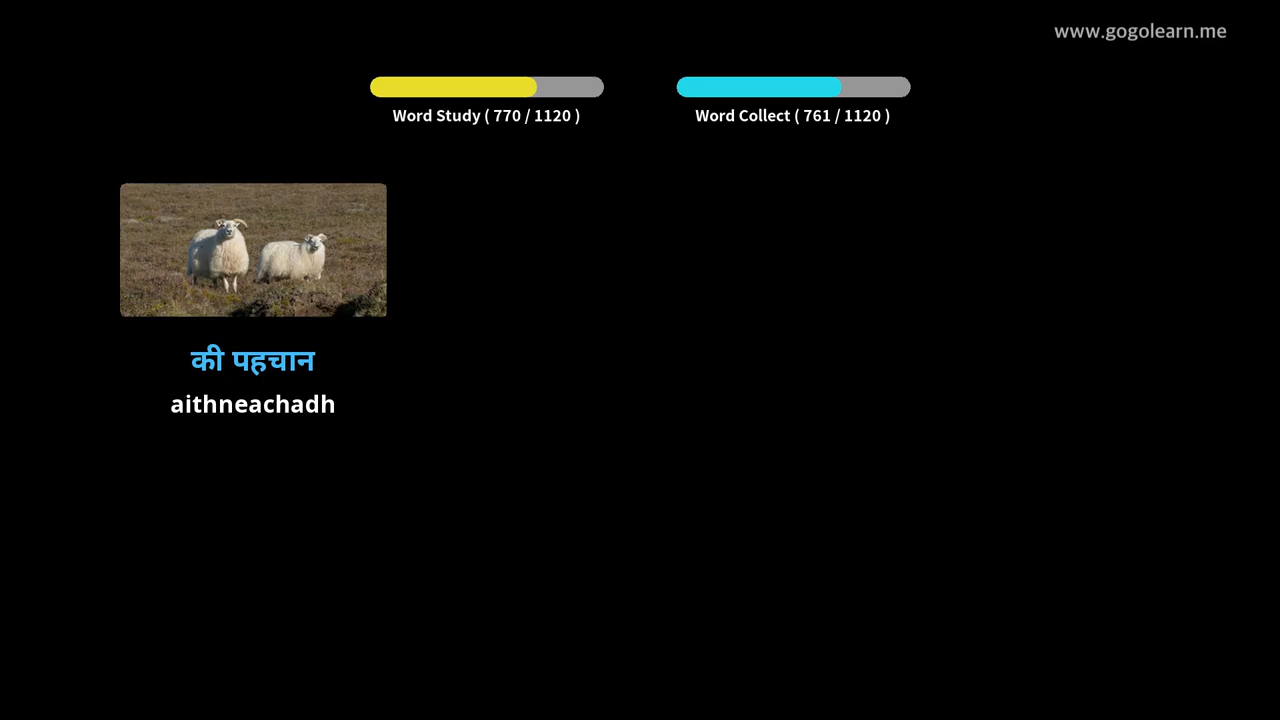 www.gogolearn.me
Word Study ( 770 / 1120 )
Word Collect ( 761 / 1120 )
की पहचान
aithneachadh